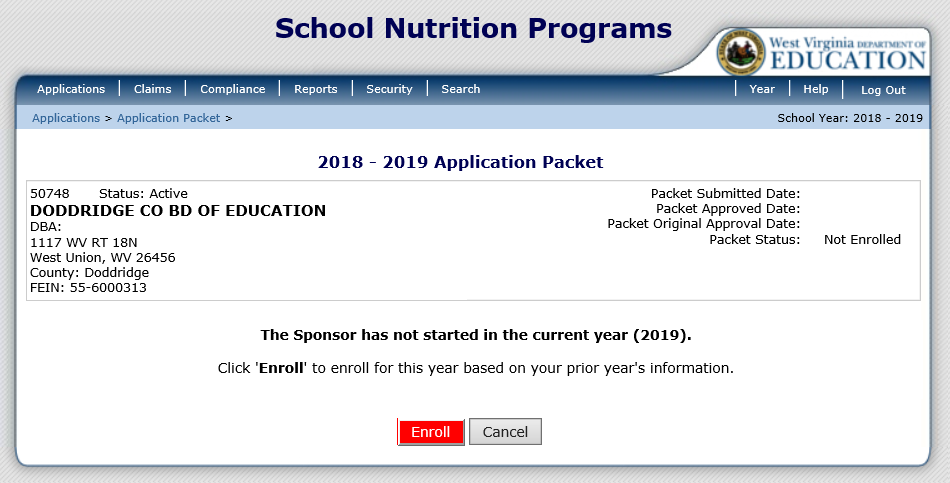 School Nutrition Programs
West Virginia DEPARTMENT OF
EDUCATION
Applications Claims Compliance Reports Security Search Year Help Log Out
Applications > Application Packet > School Year: 2018 - 2019
2018 - 2019 Application Packet
50748 Status: Active
DODDRIDGE CO BD OF EDUCATION
DBA:
1117 WV RT 18N
West Union, WV 26456
County: Doddridge
FEIN: 55-6000313
Packet Submitted Date:
Packet Approved Date:
Packet Original Approval Date:
Packet Status: Not Enrolled
The Sponsor has not started in the current year (2019).
Click 'Enroll' to enroll for this year based on your prior year's information.
Enroll Cancel